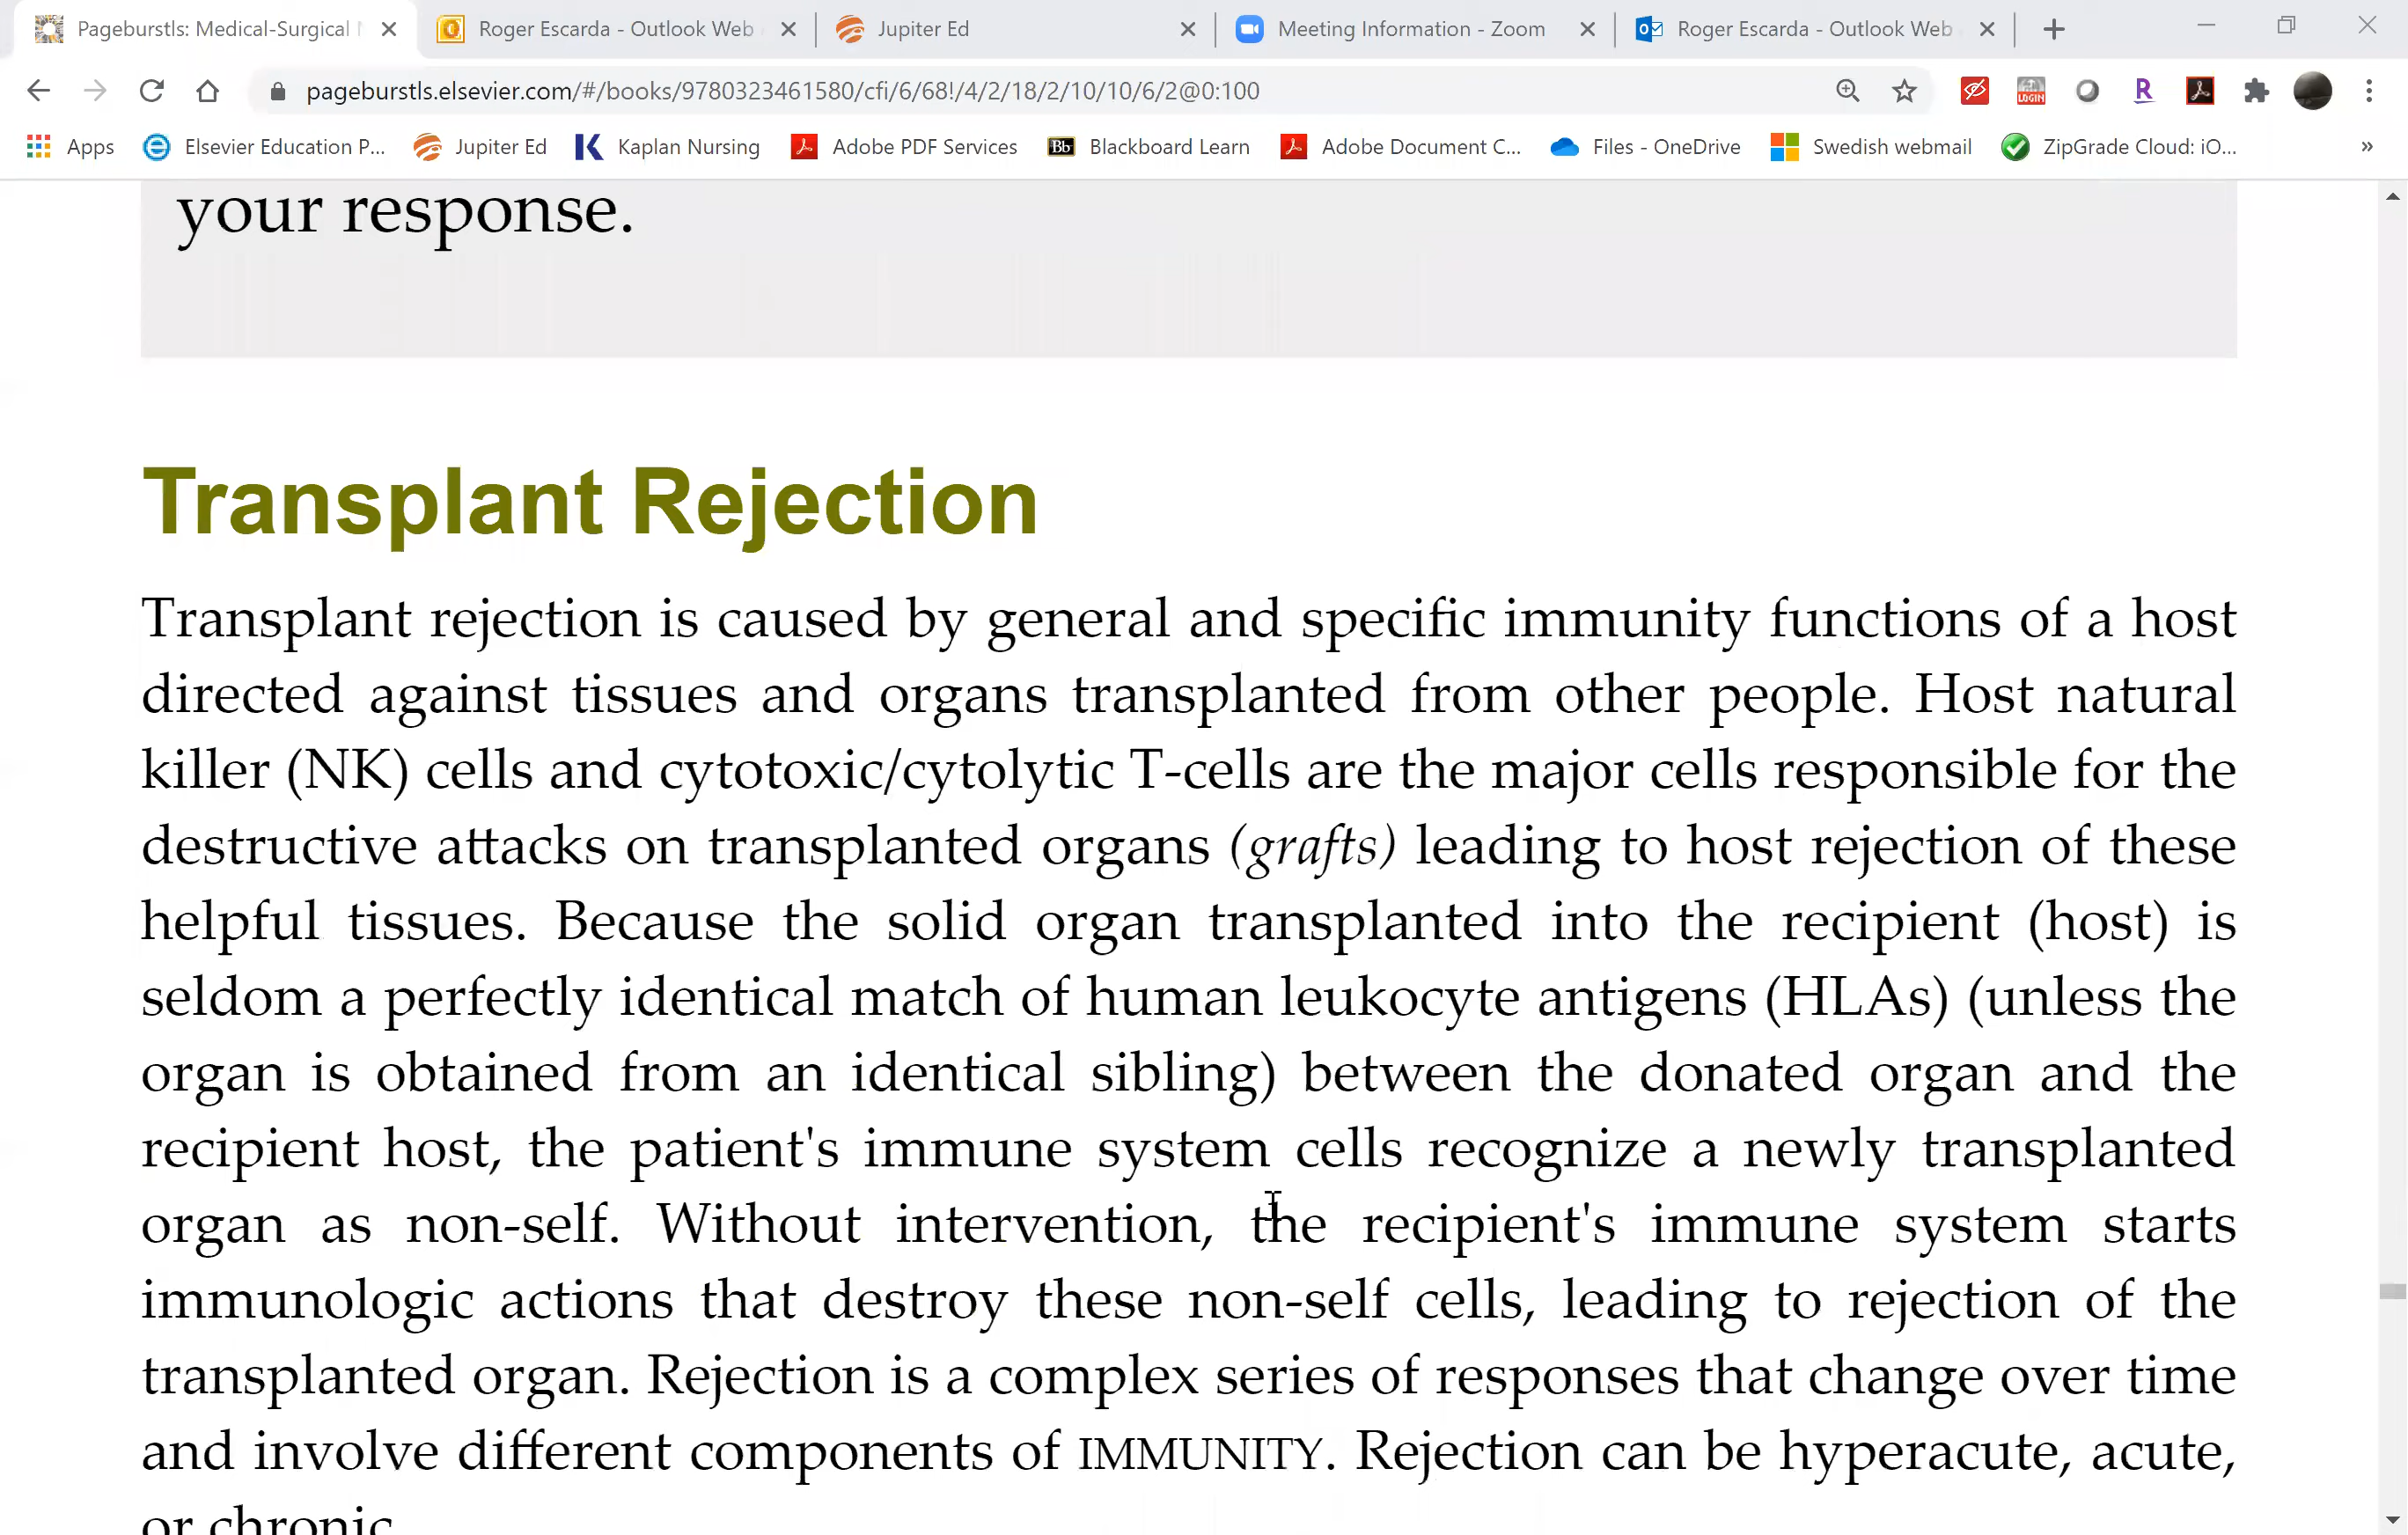 Pageburstls: Medical-Surgical
Roger Escarda - Outlook Web
Jupiter Ed
Meeting Information - Zoom
Roger Escarda - Outlook Web
pageburstls.elsevier.com/#/books/9780323461580/cfi/6/68!/4/2/18/2/10/10/6/2@0:100
LOGIN
R
Apps
Elsevier Education P...
Jupiter Ed
Kaplan Nursing
Adobe PDF Services
Bb
Blackboard Learn
Adobe Document C...
Files - OneDrive
Swedish webmail
ZipGrade Cloud: iO...
»
your response.
Transplant Rejection
Transplant rejection is caused by general and specific immunity functions of a host
directed against tissues and organs transplanted from other people. Host natural
killer (NK) cells and cytotoxic/cytolytic T-cells are the major cells responsible for the
destructive attacks on transplanted organs (grafts) leading to host rejection of these
helpful tissues. Because the solid organ transplanted into the recipient (host) is
seldom a perfectly identical match of human leukocyte antigens (HLAs) (unless the
organ is obtained from an identical sibling) between the donated organ and the
recipient host, the patient's immune system cells recognize a newly transplanted
organ as non-self. Without intervention, the recipient's immune system starts
immunologic actions that destroy these non-self cells, leading to rejection of the
transplanted organ. Rejection is a complex series of responses that change over time
and involve different components of IMMUNITY. Rejection can be hyperacute, acute,
or chronic